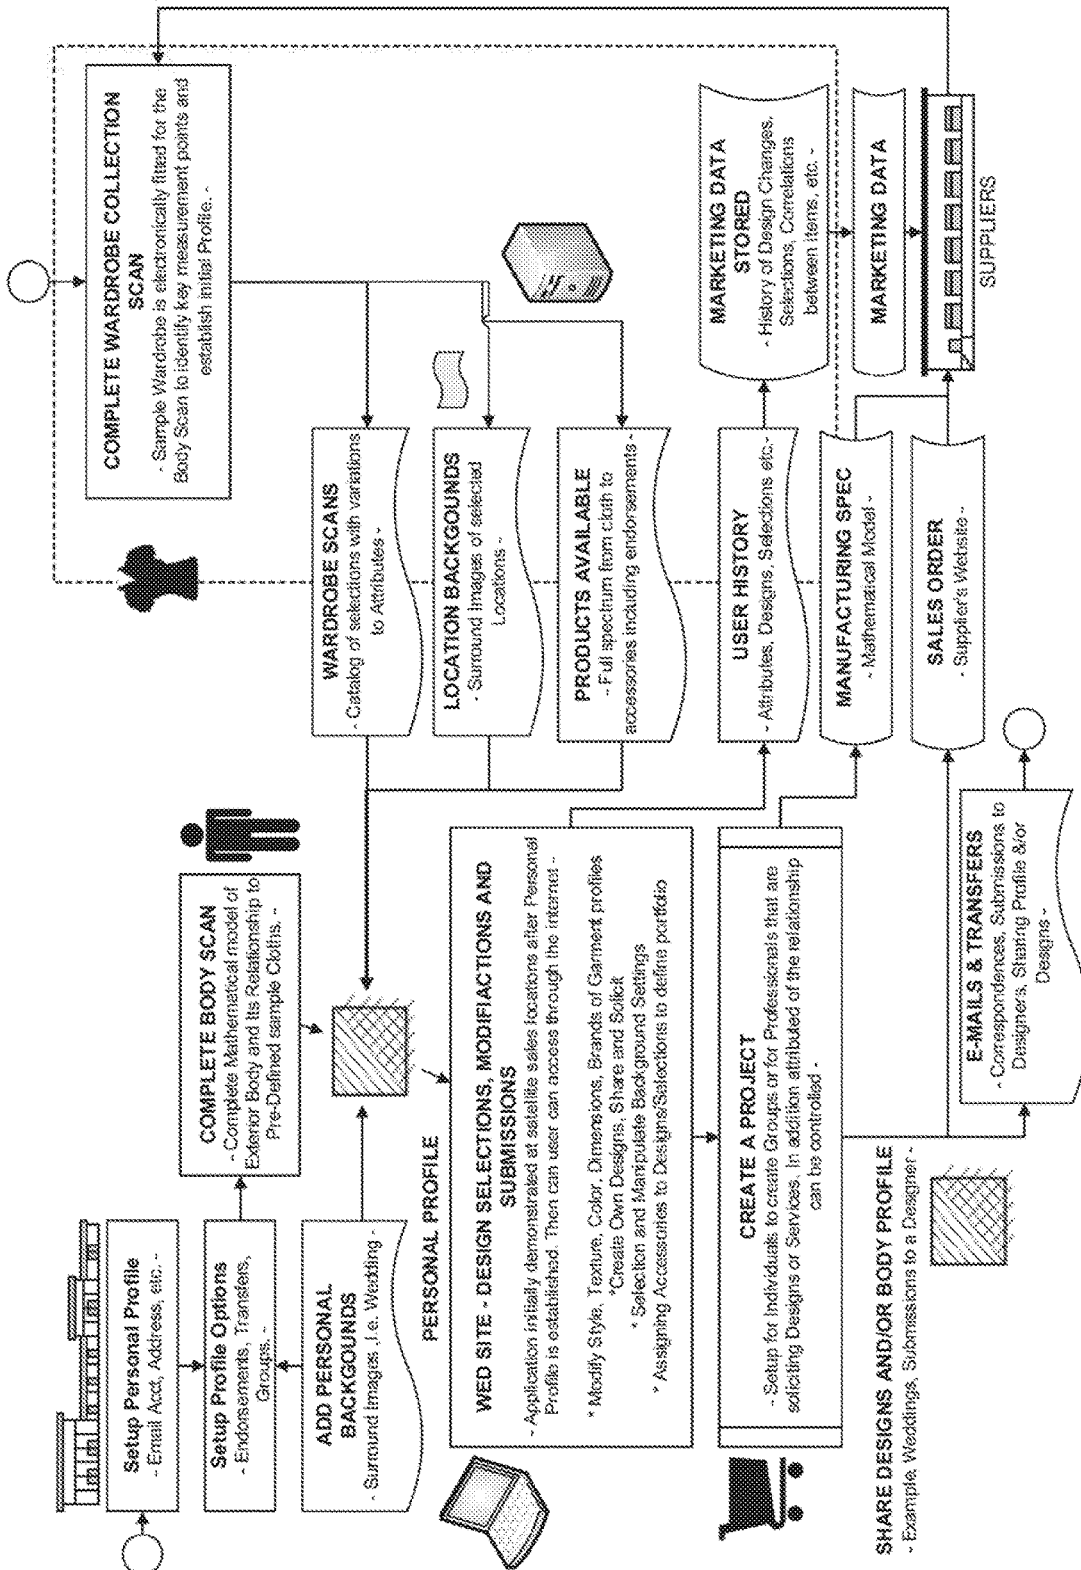 Setup Personal Profile
- Email Acct, Address, etc. -
Setup Profile Options
- Endorsements, Transfers,
Groups. -
ADD PERSONAL
BACKGOUNDS
- Surround Images ,I.e. Wedding -
COMPLETE BODY SCAN
- Complete Mathematical model of
Exterior Body and Its Relationship to
Pre-Defined sample Cloths. -
COMPLETE WARDROBE COLLECTION
SCAN
- Sample Wardrobe is electronically fitted for the
Body Scan to identify key measurement points and
establish initial Profile. -
WARDROBE SCANS
- Catalog of selections with variations
to Attributes -
LOCATION BACKGOUNDS
- Surround Images of selected
Locations -
PRODUCTS AVAILABLE
- Full spectrum from cloth to
accessories including endorsements -
PERSONAL PROFILE
WED SITE - DESIGN SELECTIONS, MODIFIACTIONS AND
SUBMISSIONS
- Application initially demonstrated at satellite sales locations after Personal
Profile is established. Then can user can access through the internet -
* Modify Style, Texture, Color, Dimensions, Brands of Garment profiles
*Create Own Designs, Share and Solicit
* Selection and Manipulate Background Settings
* Assigning Accessories to Designs/Selections to define portfolio
CREATE A PROJECT
- Setup for Individuals to create Groups or for Professionals that are
soliciting Designs or Services. In addition attributed of the relationship
can be controlled -
USER HISTORY
- Attributes, Designs, Selections etc.-
MARKETING DATA
STORED
- History of Design Changes,
Selections, Correlations
between items, etc. -
MANUFACTURING SPEC
- Mathematical Model -
MARKETING DATA
SALES ORDER
- Supplier's Website -
SUPPLIERS
SHARE DESIGNS AND/OR BODY PROFILE
- Example, Weddings, Submissions to a Designer -
E-MAILS & TRANSFERS
- Correspondences, Submissions to
Designers, Sharing Profile &/or
Designs -